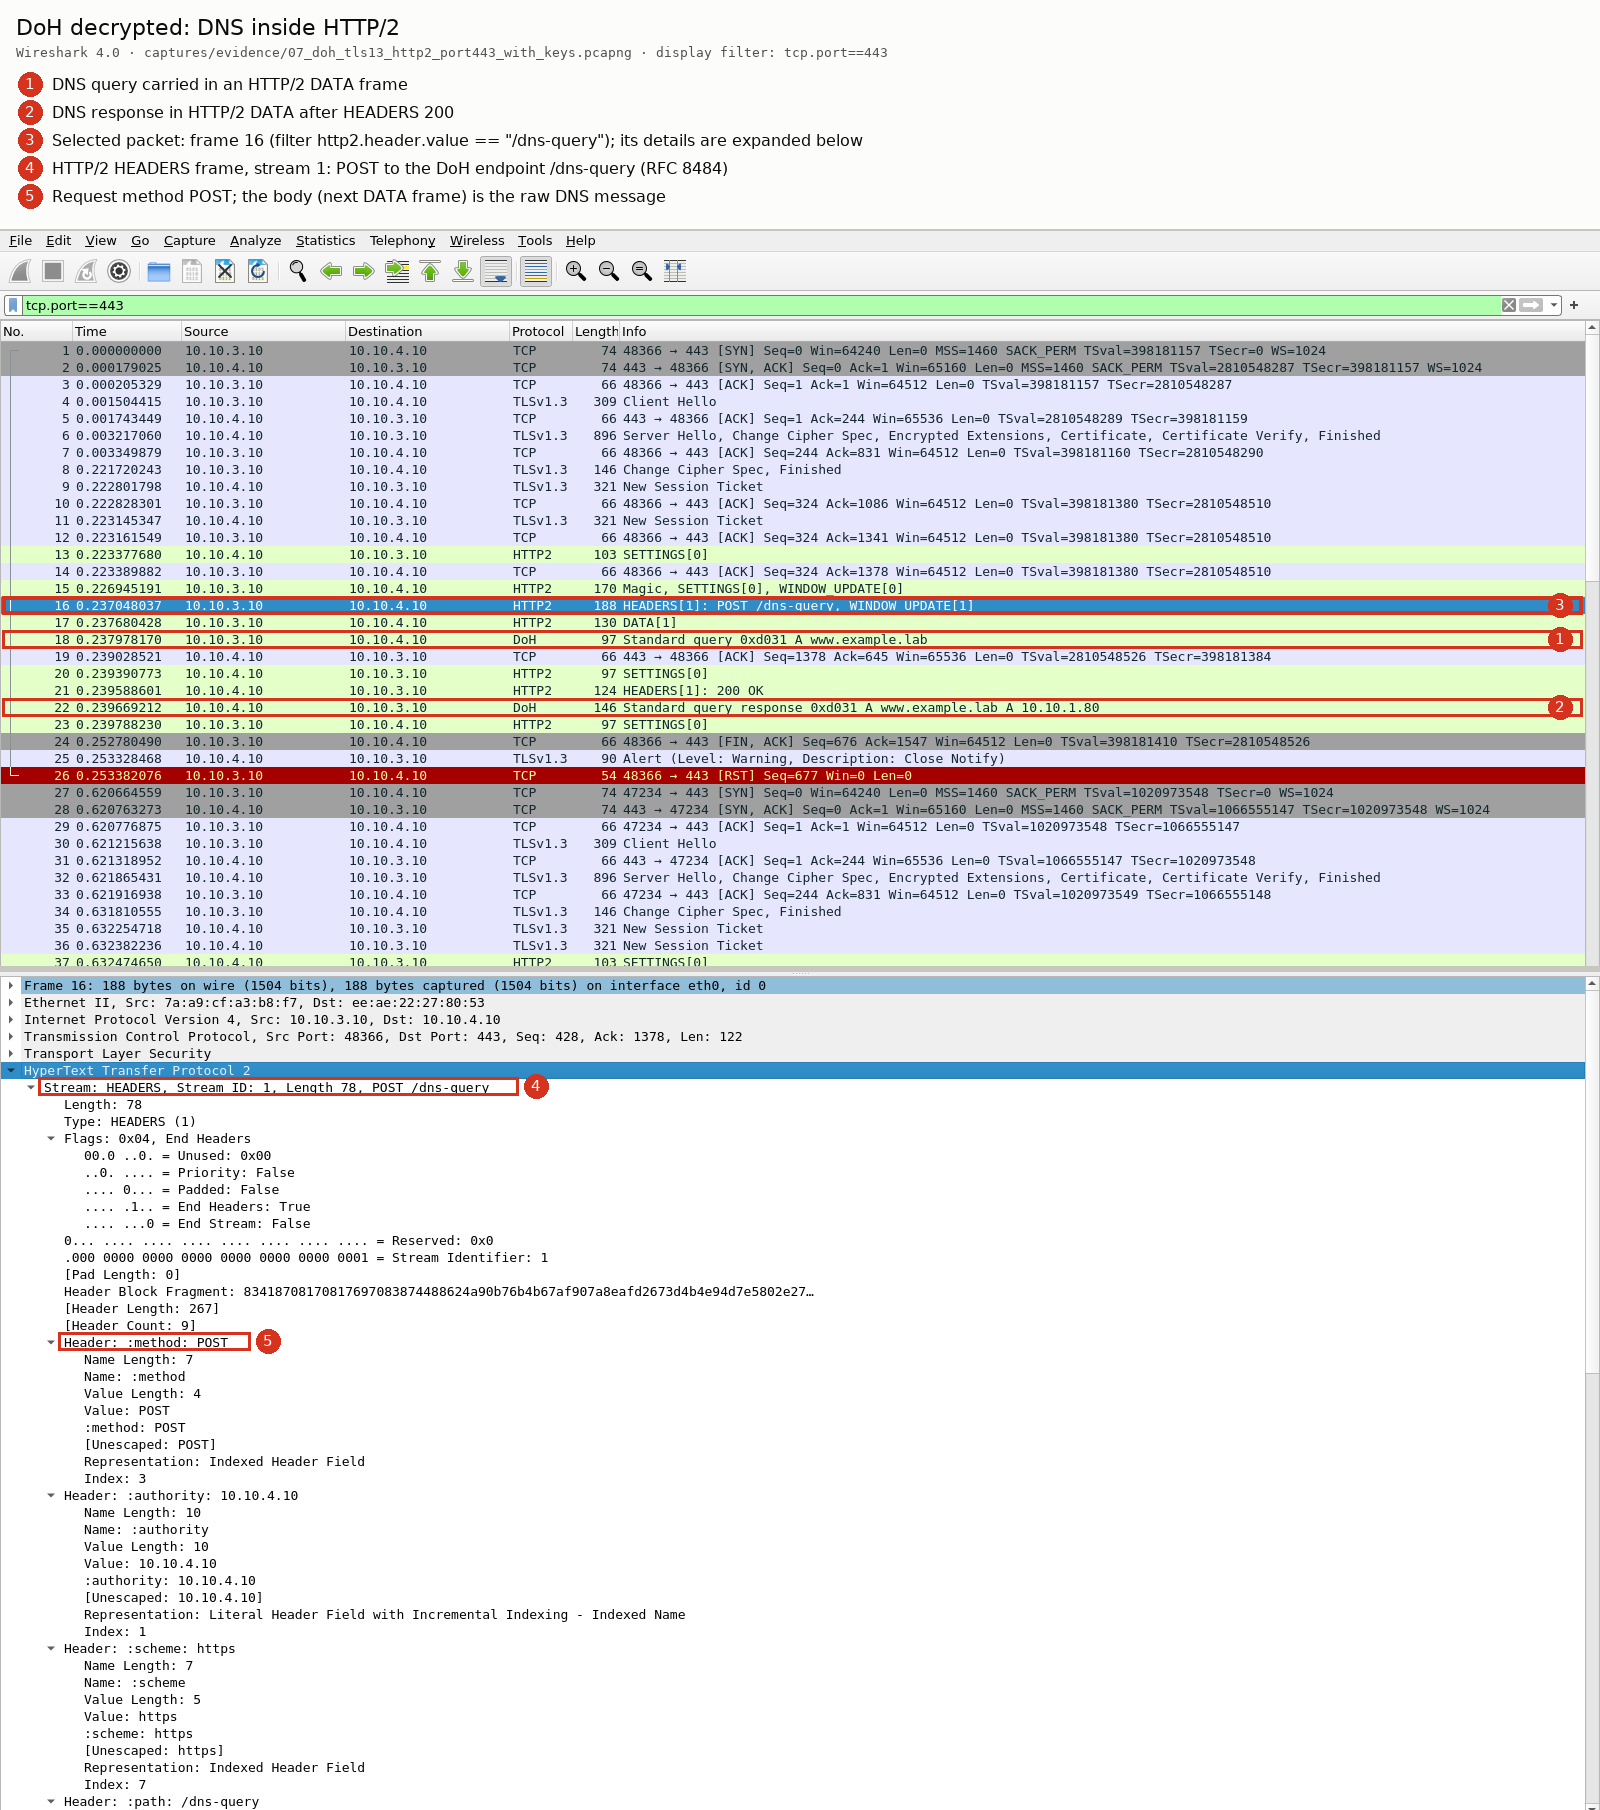 DoH decrypted: DNS inside HTTP/2
Wireshark 4.0 · captures/evidence/07_doh_tls13_http2_port443_with_keys.pcapng · display filter: tcp.port==443
1 DNS query carried in an HTTP/2 DATA frame
2 DNS response in HTTP/2 DATA after HEADERS 200
3 Selected packet: frame 16 (filter http2.header.value == "/dns-query"); its details are expanded below
4 HTTP/2 HEADERS frame, stream 1: POST to the DoH endpoint /dns-query (RFC 8484)
5 Request method POST; the body (next DATA frame) is the raw DNS message
File Edit View Go Capture Analyze Statistics Telephony Wireless Tools Help
tcp.port==443
No. Time Source Destination Protocol Length Info
1 0.000000000 10.10.3.10 10.10.4.10 TCP 74 48366 → 443 [SYN] Seq=0 Win=64240 Len=0 MSS=1460 SACK_PERM TSval=398181157 TSecr=0 WS=1024
2 0.000179025 10.10.4.10 10.10.3.10 TCP 74 443 → 48366 [SYN, ACK] Seq=0 Ack=1 Win=65160 Len=0 MSS=1460 SACK_PERM TSval=2810548287 TSecr=398181157 WS=1024
3 0.000205329 10.10.3.10 10.10.4.10 TCP 66 48366 → 443 [ACK] Seq=1 Ack=1 Win=64512 Len=0 TSval=398181157 TSecr=2810548287
4 0.001504415 10.10.3.10 10.10.4.10 TLSv1.3 309 Client Hello
5 0.001743449 10.10.4.10 10.10.3.10 TCP 66 443 → 48366 [ACK] Seq=1 Ack=244 Win=65536 Len=0 TSval=2810548289 TSecr=398181159
6 0.003217060 10.10.4.10 10.10.3.10 TLSv1.3 896 Server Hello, Change Cipher Spec, Encrypted Extensions, Certificate, Certificate Verify, Finished
7 0.003349879 10.10.3.10 10.10.4.10 TCP 66 48366 → 443 [ACK] Seq=244 Ack=831 Win=64512 Len=0 TSval=398181160 TSecr=2810548290
8 0.221720243 10.10.3.10 10.10.4.10 TLSv1.3 146 Change Cipher Spec, Finished
9 0.222801798 10.10.4.10 10.10.3.10 TLSv1.3 321 New Session Ticket
10 0.222828301 10.10.3.10 10.10.4.10 TCP 66 48366 → 443 [ACK] Seq=324 Ack=1086 Win=64512 Len=0 TSval=398181380 TSecr=2810548510
11 0.223145347 10.10.4.10 10.10.3.10 TLSv1.3 321 New Session Ticket
12 0.223161549 10.10.3.10 10.10.4.10 TCP 66 48366 → 443 [ACK] Seq=324 Ack=1341 Win=64512 Len=0 TSval=398181380 TSecr=2810548510
13 0.223377680 10.10.4.10 10.10.3.10 HTTP2 103 SETTINGS[0]
14 0.223389882 10.10.3.10 10.10.4.10 TCP 66 48366 → 443 [ACK] Seq=324 Ack=1378 Win=64512 Len=0 TSval=398181380 TSecr=2810548510
15 0.226945191 10.10.3.10 10.10.4.10 HTTP2 170 Magic, SETTINGS[0], WINDOW_UPDATE[0]
16 0.237048037 10.10.3.10 10.10.4.10 HTTP2 188 HEADERS[1]: POST /dns-query, WINDOW_UPDATE[1] 3
17 0.237680428 10.10.3.10 10.10.4.10 HTTP2 130 DATA[1]
18 0.237978170 10.10.3.10 10.10.4.10 DoH 97 Standard query 0xd031 A www.example.lab 1
19 0.239028521 10.10.4.10 10.10.3.10 TCP 66 443 → 48366 [ACK] Seq=1378 Ack=645 Win=65536 Len=0 TSval=2810548526 TSecr=398181384
20 0.239390773 10.10.4.10 10.10.3.10 HTTP2 97 SETTINGS[0]
21 0.239588601 10.10.4.10 10.10.3.10 HTTP2 124 HEADERS[1]: 200 OK
22 0.239669212 10.10.4.10 10.10.3.10 DoH 146 Standard query response 0xd031 A www.example.lab A 10.10.1.80 2
23 0.239788230 10.10.3.10 10.10.4.10 HTTP2 97 SETTINGS[0]
24 0.252780490 10.10.3.10 10.10.4.10 TCP 66 48366 → 443 [FIN, ACK] Seq=676 Ack=1547 Win=64512 Len=0 TSval=398181410 TSecr=2810548526
25 0.253328468 10.10.4.10 10.10.3.10 TLSv1.3 90 Alert (Level: Warning, Description: Close Notify)
26 0.253382076 10.10.3.10 10.10.4.10 TCP 54 48366 → 443 [RST] Seq=677 Win=0 Len=0
27 0.620664559 10.10.3.10 10.10.4.10 TCP 74 47234 → 443 [SYN] Seq=0 Win=64240 Len=0 MSS=1460 SACK_PERM TSval=1020973548 TSecr=0 WS=1024
28 0.620763273 10.10.4.10 10.10.3.10 TCP 74 443 → 47234 [SYN, ACK] Seq=0 Ack=1 Win=65160 Len=0 MSS=1460 SACK_PERM TSval=1066555147 TSecr=1020973548 WS=1024
29 0.620776875 10.10.3.10 10.10.4.10 TCP 66 47234 → 443 [ACK] Seq=1 Ack=1 Win=64512 Len=0 TSval=1020973548 TSecr=1066555147
30 0.621215638 10.10.3.10 10.10.4.10 TLSv1.3 309 Client Hello
31 0.621318952 10.10.4.10 10.10.3.10 TCP 66 443 → 47234 [ACK] Seq=1 Ack=244 Win=65536 Len=0 TSval=1066555147 TSecr=1020973548
32 0.621865431 10.10.4.10 10.10.3.10 TLSv1.3 896 Server Hello, Change Cipher Spec, Encrypted Extensions, Certificate, Certificate Verify, Finished
33 0.621916938 10.10.3.10 10.10.4.10 TCP 66 47234 → 443 [ACK] Seq=244 Ack=831 Win=64512 Len=0 TSval=1020973549 TSecr=1066555148
34 0.631810555 10.10.3.10 10.10.4.10 TLSv1.3 146 Change Cipher Spec, Finished
35 0.632254718 10.10.4.10 10.10.3.10 TLSv1.3 321 New Session Ticket
36 0.632382236 10.10.4.10 10.10.3.10 TLSv1.3 321 New Session Ticket
37 0.632474650 10.10.4.10 10.10.3.10 HTTP2 103 SETTINGS[0]
Frame 16: 188 bytes on wire (1504 bits), 188 bytes captured (1504 bits) on interface eth0, id 0
Ethernet II, Src: 7a:a9:cf:a3:b8:f7, Dst: ee:ae:22:27:80:53
Internet Protocol Version 4, Src: 10.10.3.10, Dst: 10.10.4.10
Transmission Control Protocol, Src Port: 48366, Dst Port: 443, Seq: 428, Ack: 1378, Len: 122
Transport Layer Security
HyperText Transfer Protocol 2
Stream: HEADERS, Stream ID: 1, Length 78, POST /dns-query 4
Length: 78
Type: HEADERS (1)
Flags: 0x04, End Headers
00.0 ..0. = Unused: 0x00
..0. .... = Priority: False
.... 0... = Padded: False
.... .1.. = End Headers: True
.... ...0 = End Stream: False
0... .... .... .... .... .... .... .... = Reserved: 0x0
.000 0000 0000 0000 0000 0000 0000 0001 = Stream Identifier: 1
[Pad Length: 0]
Header Block Fragment: 83418708170817697083874488624a90b76b4b67af907a8eafd2673d4b4e94d7e5802e27…
[Header Length: 267]
[Header Count: 9]
Header: :method: POST 5
Name Length: 7
Name: :method
Value Length: 4
Value: POST
:method: POST
[Unescaped: POST]
Representation: Indexed Header Field
Index: 3
Header: :authority: 10.10.4.10
Name Length: 10
Name: :authority
Value Length: 10
Value: 10.10.4.10
:authority: 10.10.4.10
[Unescaped: 10.10.4.10]
Representation: Literal Header Field with Incremental Indexing - Indexed Name
Index: 1
Header: :scheme: https
Name Length: 7
Name: :scheme
Value Length: 5
Value: https
:scheme: https
[Unescaped: https]
Representation: Indexed Header Field
Index: 7
Header: :path: /dns-query